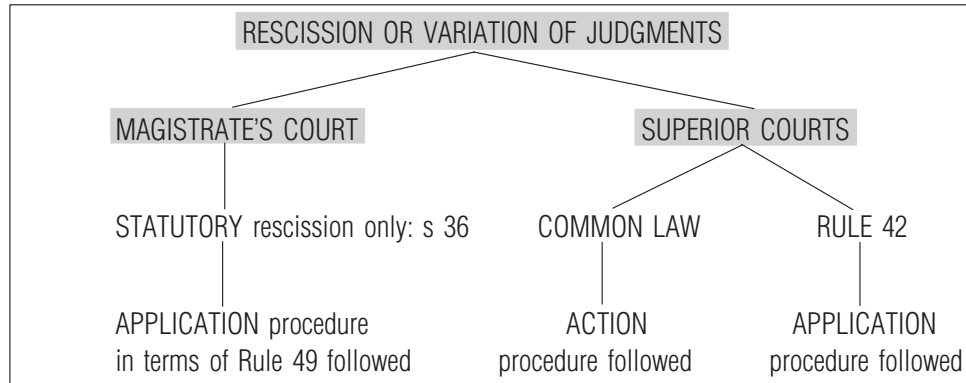 RESCISSION OR VARIATION OF JUDGMENTS
MAGISTRATE'S COURT
SUPERIOR COURTS
STATUTORY rescission only: s 36
COMMON LAW
RULE 42
APPLICATION procedure
in terms of Rule 49 followed
ACTION
procedure followed
APPLICATION
procedure followed